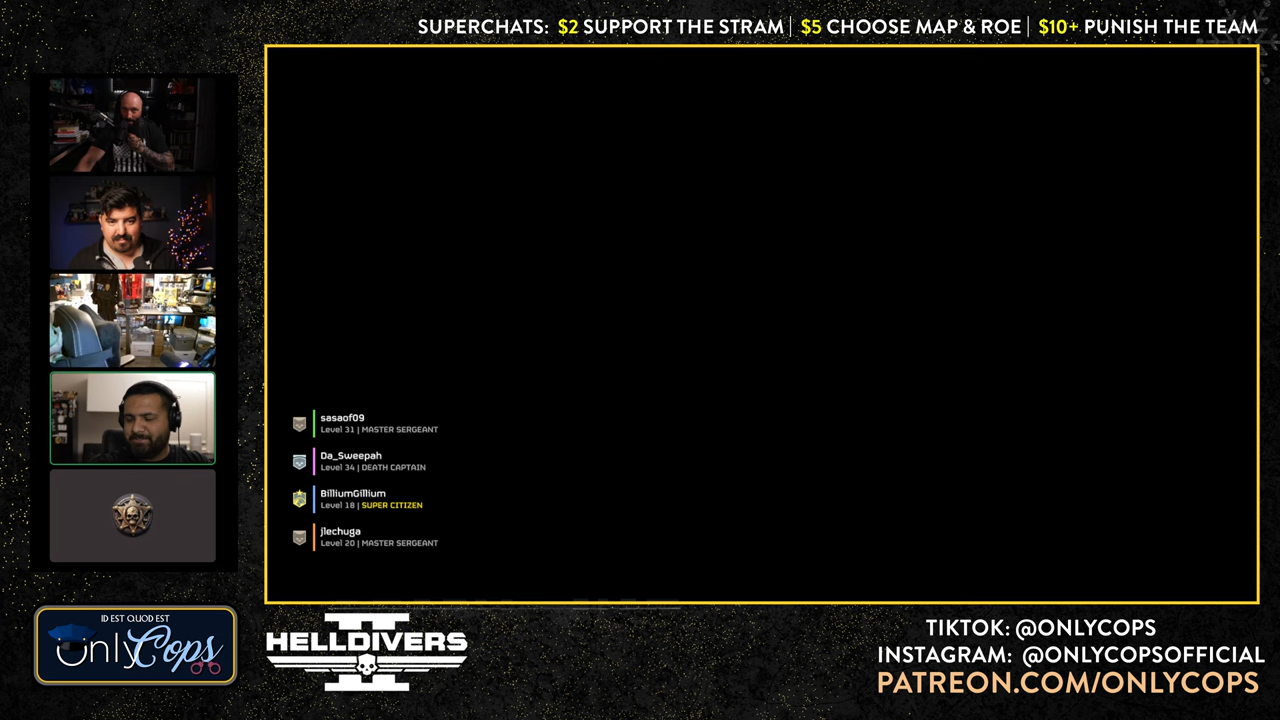 SUPERCHATS: $2 SUPPORT THE STRAM | $5 CHOOSE MAP & ROE | $10+ PUNISH THE TEAM
sasaof09
Level 31 | MASTER SERGEANT
Da_Sweepah
Level 34 | DEATH CAPTAIN
BilliumGillium
Level 18 | SUPER CITIZEN
jlechuga
Level 20 | MASTER SERGEANT
ID EST QUOD EST
OnlyCops
HELLDIVERS
II
TIKTOK: @ONLYCOPS
INSTAGRAM: @ONLYCOPSOFFICIAL
PATREON.COM/ONLYCOPS